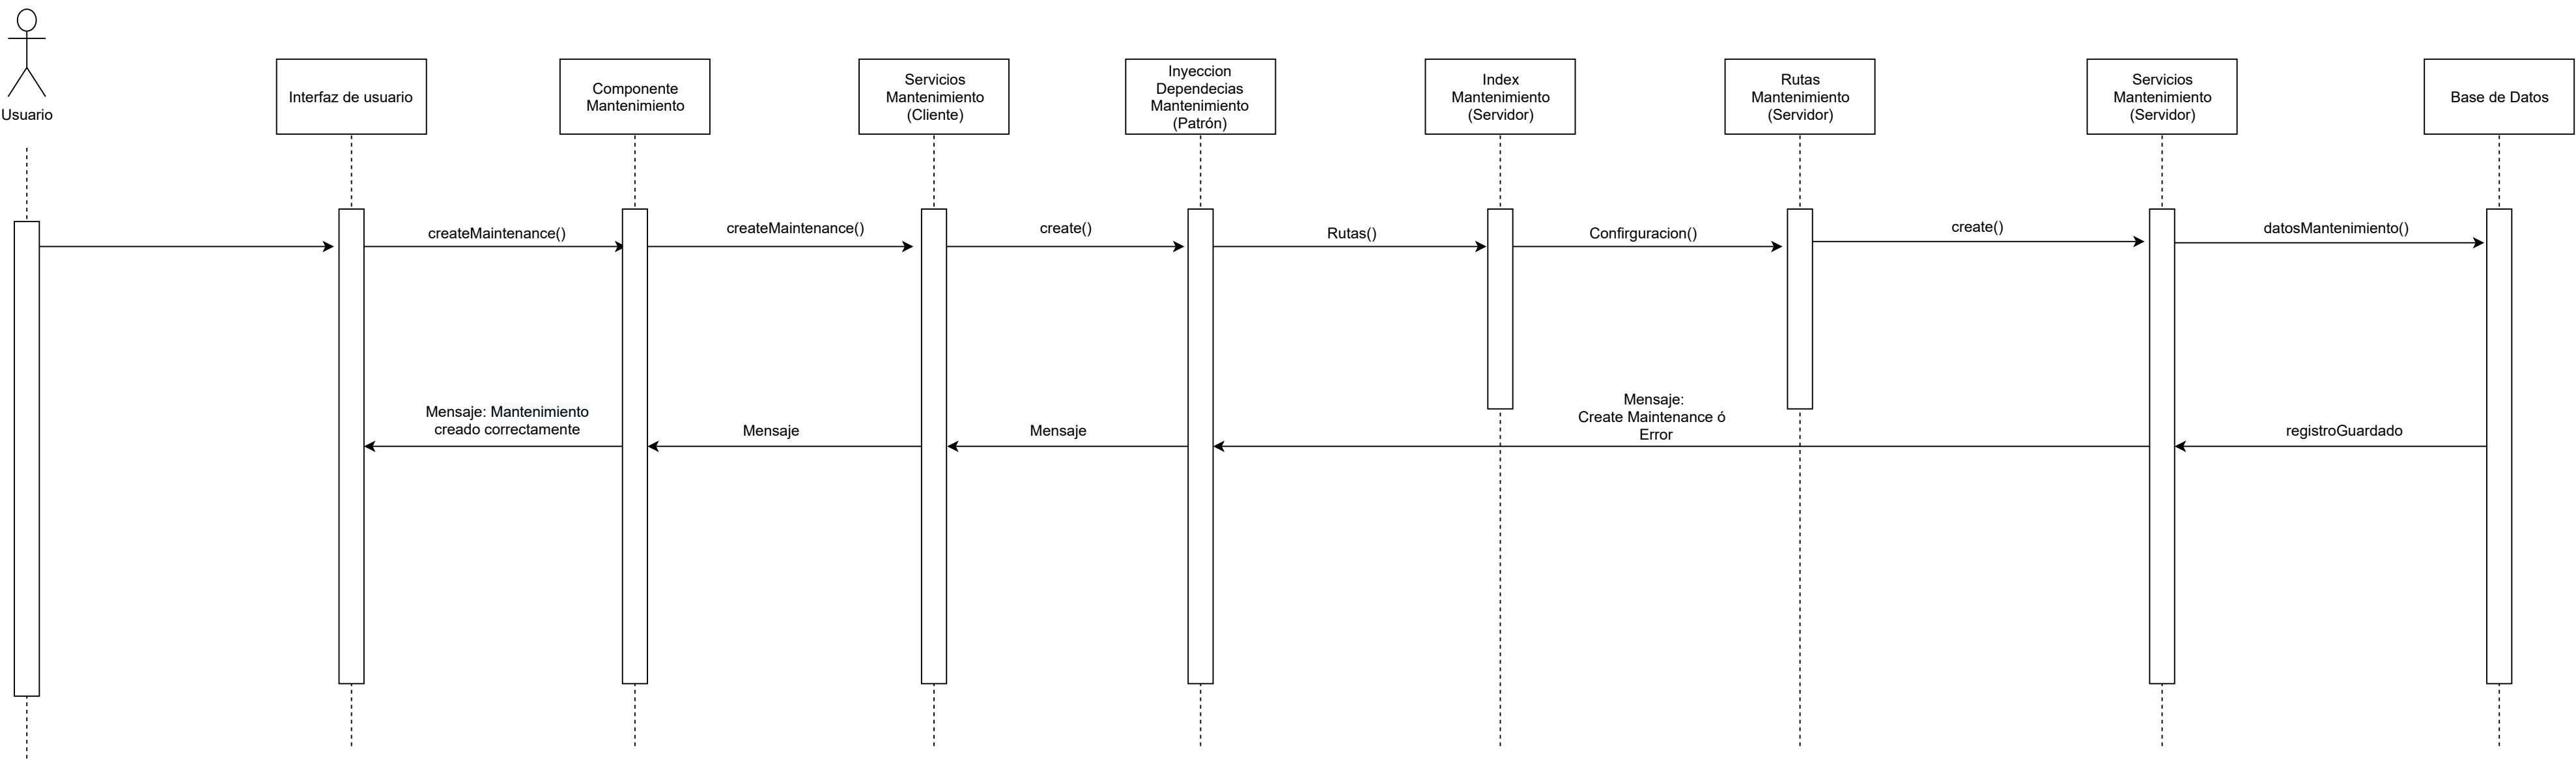 Usuario
Interfaz de usuario
Componente
Mantenimiento
Servicios
Mantenimiento
(Cliente)
Inyeccion
Dependecias
Mantenimiento
(Patrón)
Index
Mantenimiento
(Servidor)
Rutas
Mantenimiento
(Servidor)
Servicios
Mantenimiento
(Servidor)
Base de Datos
createMaintenance()
createMaintenance()
create()
Rutas()
Confirguracion()
create()
datosMantenimiento()
Mensaje: Mantenimiento
creado correctamente
Mensaje
Mensaje
Mensaje:
Create Maintenance ó
Error
registroGuardado